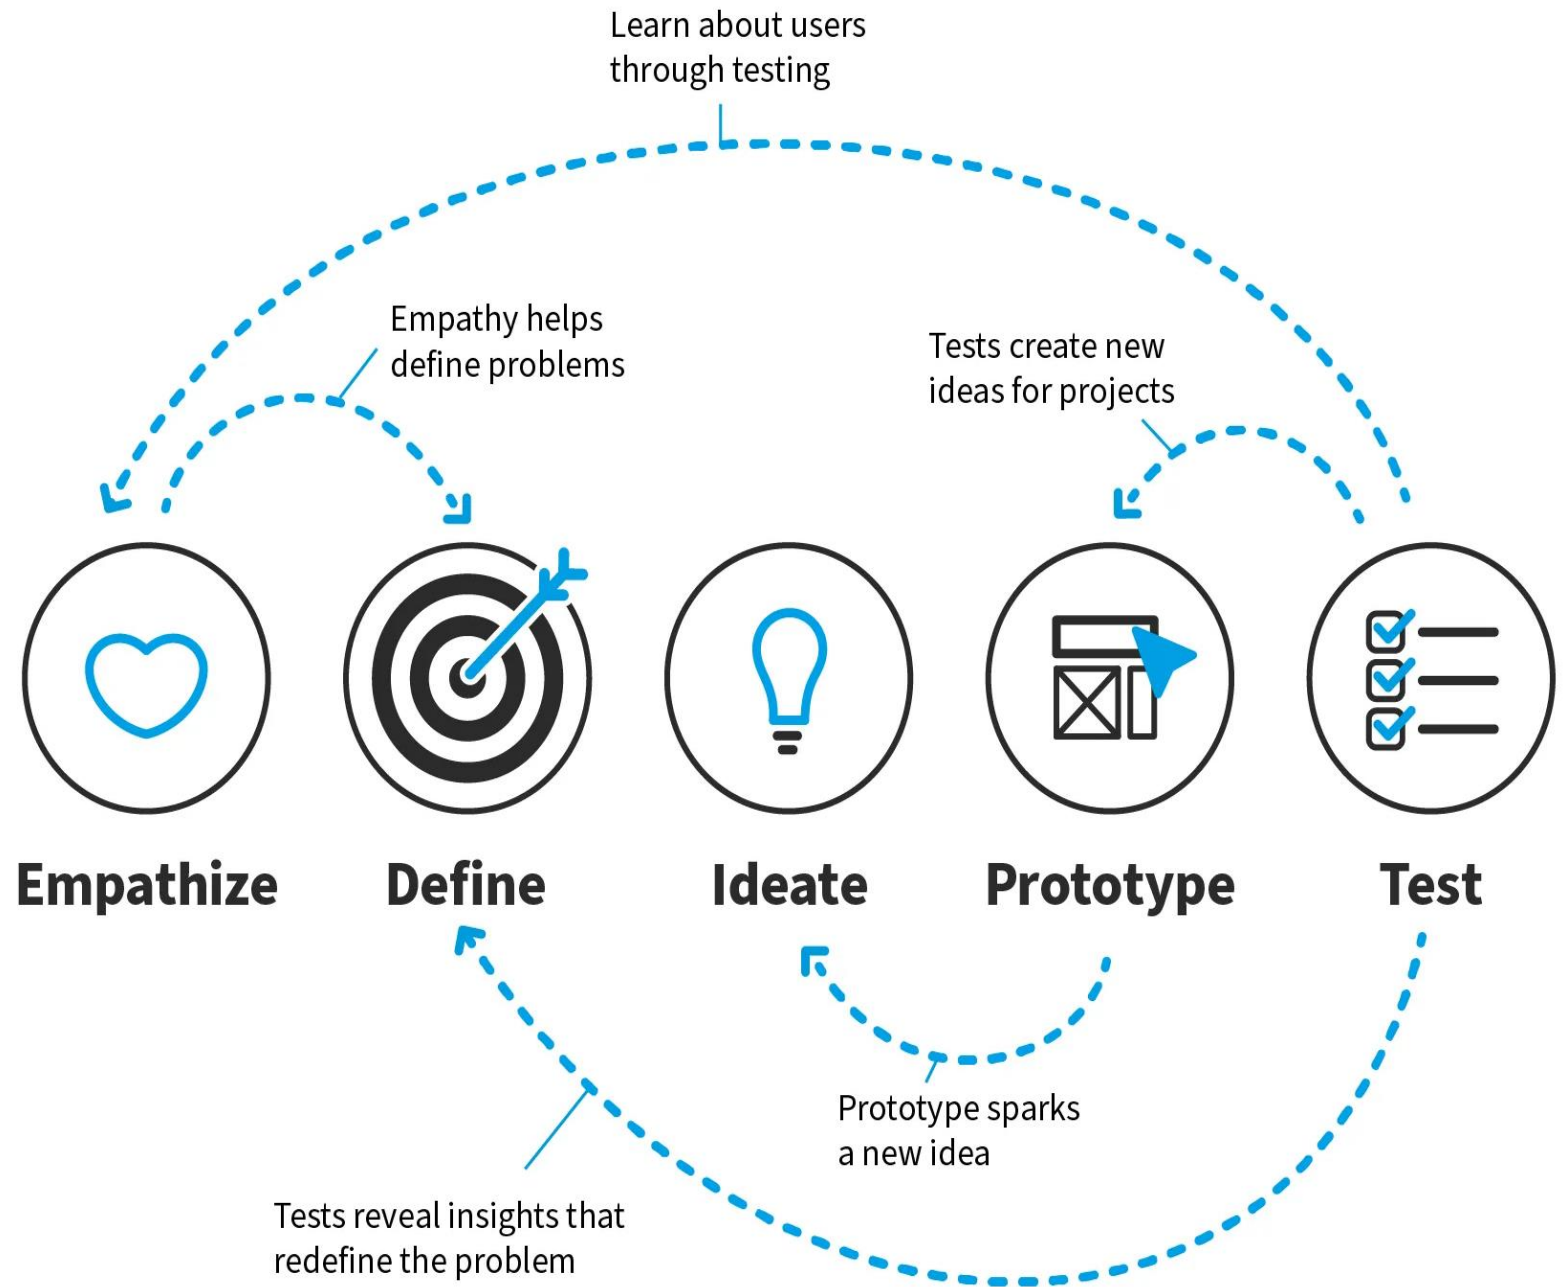 Learn about users
through testing
Empathy helps
define problems
Tests create new
ideas for projects
Empathize
Define
Ideate
Prototype
Test
Prototype sparks
a new idea
Tests reveal insights that
redefine the problem